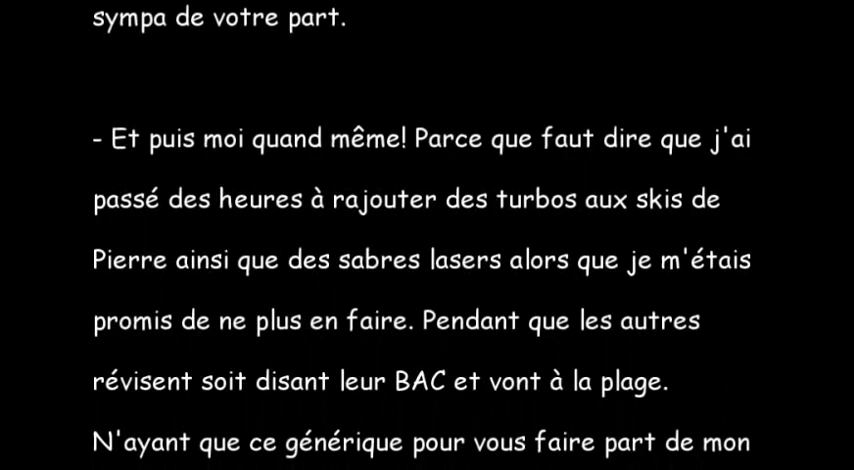 sympa de votre part.
- Et puis moi quand même! Parce que faut dire que j'ai
passé des heures à rajouter des turbos aux skis de
Pierre ainsi que des sabres lasers alors que je m'étais
promis de ne plus en faire. Pendant que les autres
révisent soit disant leur BAC et vont à la plage.
N'ayant que ce générique pour vous faire part de mon